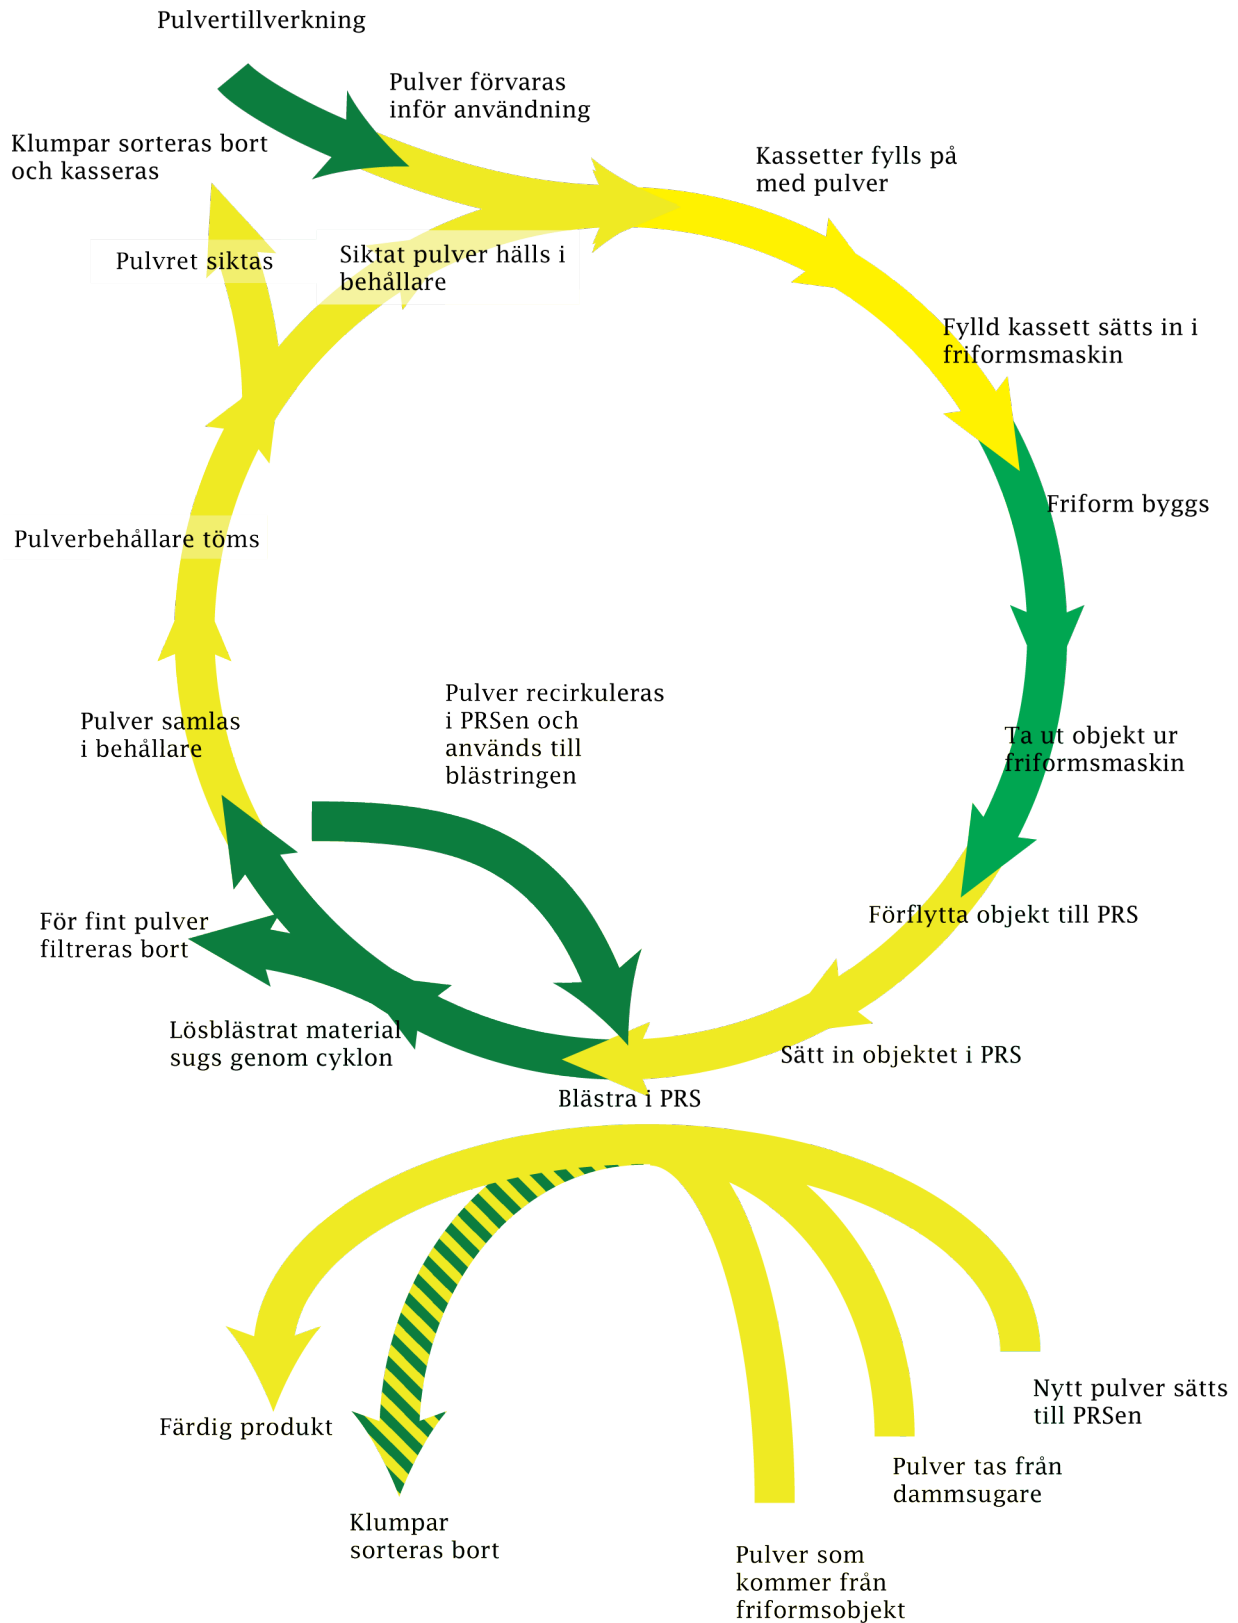 Pulvertillverkning
Pulver förvaras
inför användning
Klumpar sorteras bort
och kasseras
Kassetter fylls på
med pulver
Pulvret siktas
Siktat pulver hälls i
behållare
Fylld kassett sätts in i
friformsmaskin
Friform byggs
Pulverbehållare töms
Pulver samlas
i behållare
Pulver recirkuleras
i PRSen och
används till
blästringen
Ta ut objekt ur
friformsmaskin
För fint pulver
filtreras bort
Förflytta objekt till PRS
Lösblästrat material
sugs genom cyklon
Sätt in objektet i PRS
Blästra i PRS
Färdig produkt
Nytt pulver sätts
till PRSen
Pulver tas från
dammsugare
Klumpar
sorteras bort
Pulver som
kommer från
friformsobjekt